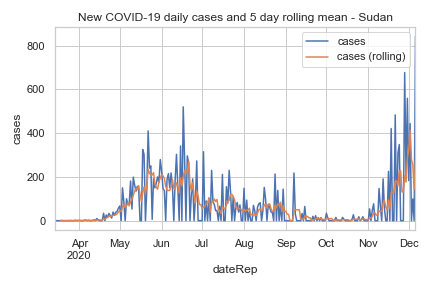 New COVID-19 daily cases and 5 day rolling mean - Sudan
cases
cases (rolling)
800
600
400
200
0
cases
Apr
2020
May
Jun
Jul
Aug
Sep
Oct
Nov
Dec
dateRep